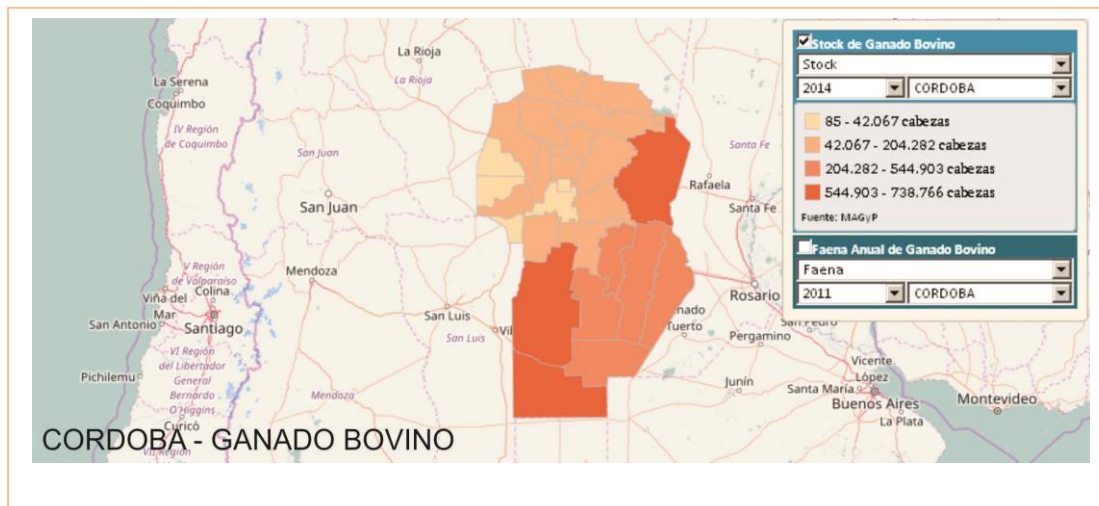 La Rioja
La Rioja
La Serena
Coquimbo
IV Región
de Coquimbo
San Juan
Santa Fe
Rafaela
San Juan
Santa Fe
Mendoza
V Región
de Valparaíso
Viña del
Mar
Colina
San Antonio
Santiago
San Luis
San Luis
Rosario
nado
Tuerto
Pergamino
VI Región
del Libertador
General
Bernardo
O'Higgins
Pichilemu
Mendoza
Junín
Vicente
López
Santa María
Buenos Aires
Montevideo
La Plata
Curicó
CORDOBA - GANADO BOVINO
Stock de Ganado Bovino
Stock
2014 CORDOBA
85 - 42.067 cabezas
42.067 - 204.282 cabezas
204.282 - 544.903 cabezas
544.903 - 738.766 cabezas
Fuente: MAGyP
Faena Anual de Ganado Bovino
Faena
2011 CORDOBA